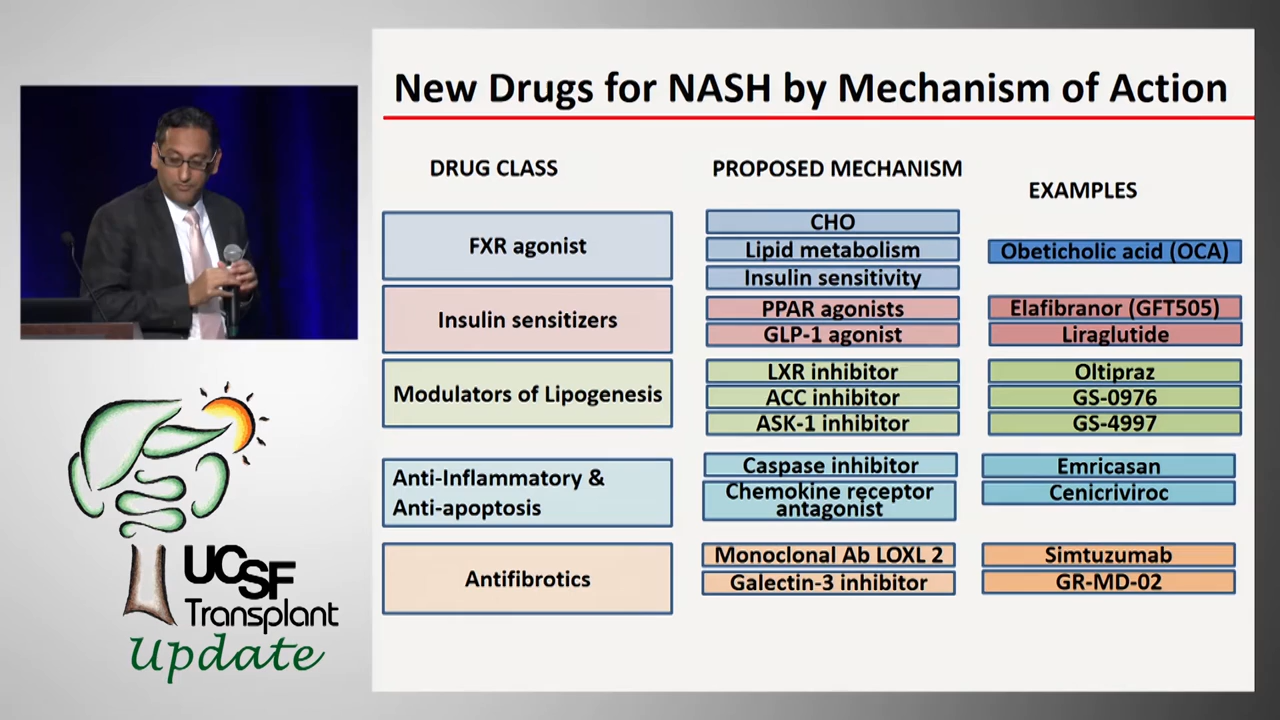 New Drugs for NASH by Mechanism of Action
DRUG CLASS
PROPOSED MECHANISM
EXAMPLES
FXR agonist
CHO
Lipid metabolism
Insulin sensitivity
Obeticholic acid (OCA)
Insulin sensitizers
PPAR agonists
GLP-1 agonist
Elafibranor (GFT505)
Liraglutide
Modulators of Lipogenesis
LXR inhibitor
ACC inhibitor
ASK-1 inhibitor
Oltipraz
GS-0976
GS-4997
Anti-Inflammatory &
Anti-apoptosis
Caspase inhibitor
Chemokine receptor
antagonist
Emricasan
Cenicriviroc
Antifibrotics
Monoclonal Ab LOXL 2
Galectin-3 inhibitor
Simtuzumab
GR-MD-02
UCSF
Transplant
Update